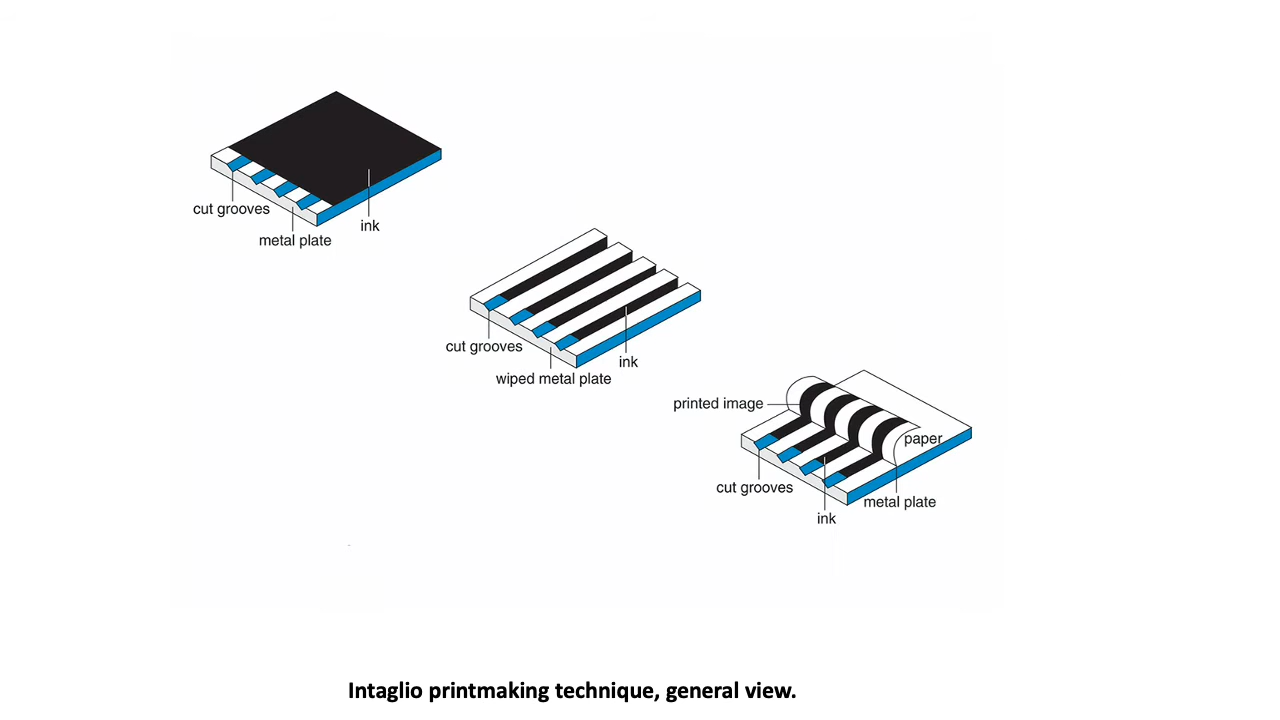 cut grooves
ink
metal plate
cut grooves
ink
wiped metal plate
printed image
paper
cut grooves
metal plate
ink
Intaglio printmaking technique, general view.